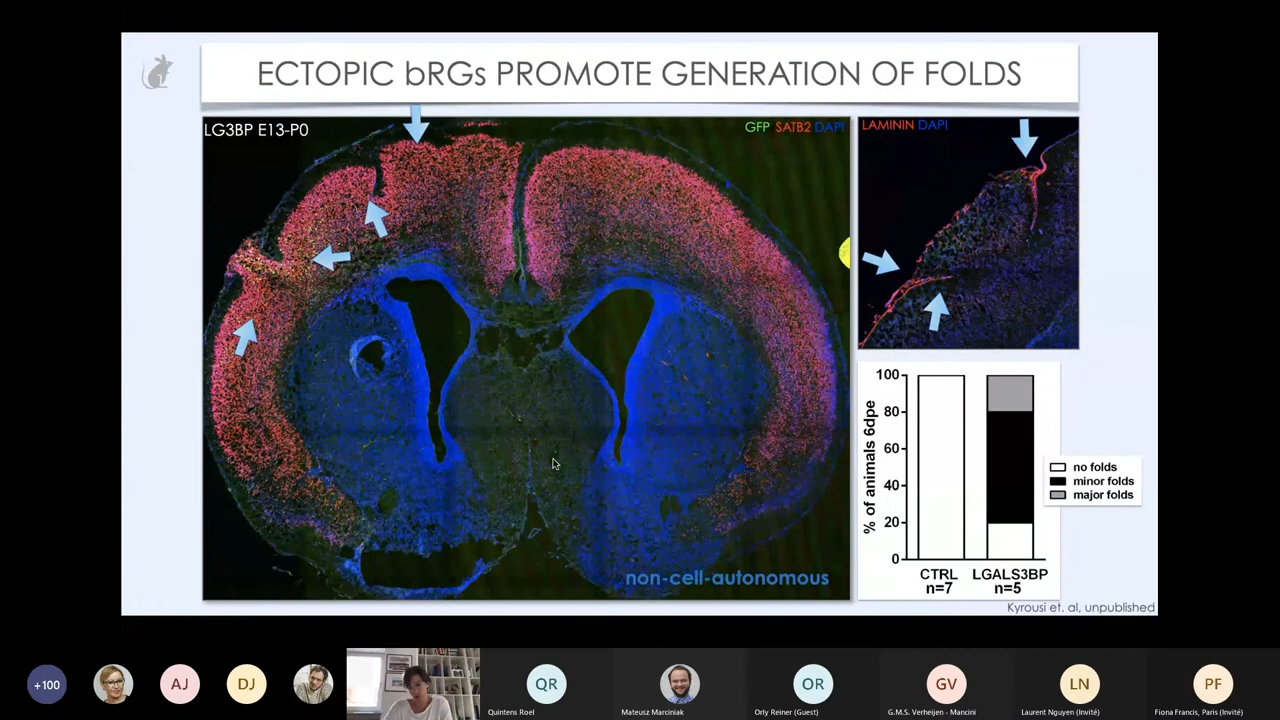 ECTOPIC bRGs PROMOTE GENERATION OF FOLDS
LG3BP E13-P0
GFP SATB2 DAPI
LAMININ DAPI
non-cell-autonomous
% of animals 6dpe
100
80
60
40
20
0
CTRL
n=7
LGALS3BP
n=5
no folds
minor folds
major folds
Kyrousi et. al, unpublished
+100
AJ
DJ
QR
Quintens Roel
Mateusz Marciniak
OR
Orly Reiner (Guest)
GV
G.M.S. Verheijen - Mancini
LN
Laurent Nguyen (Invité)
PF
Fiona Francis, Paris (Invité)